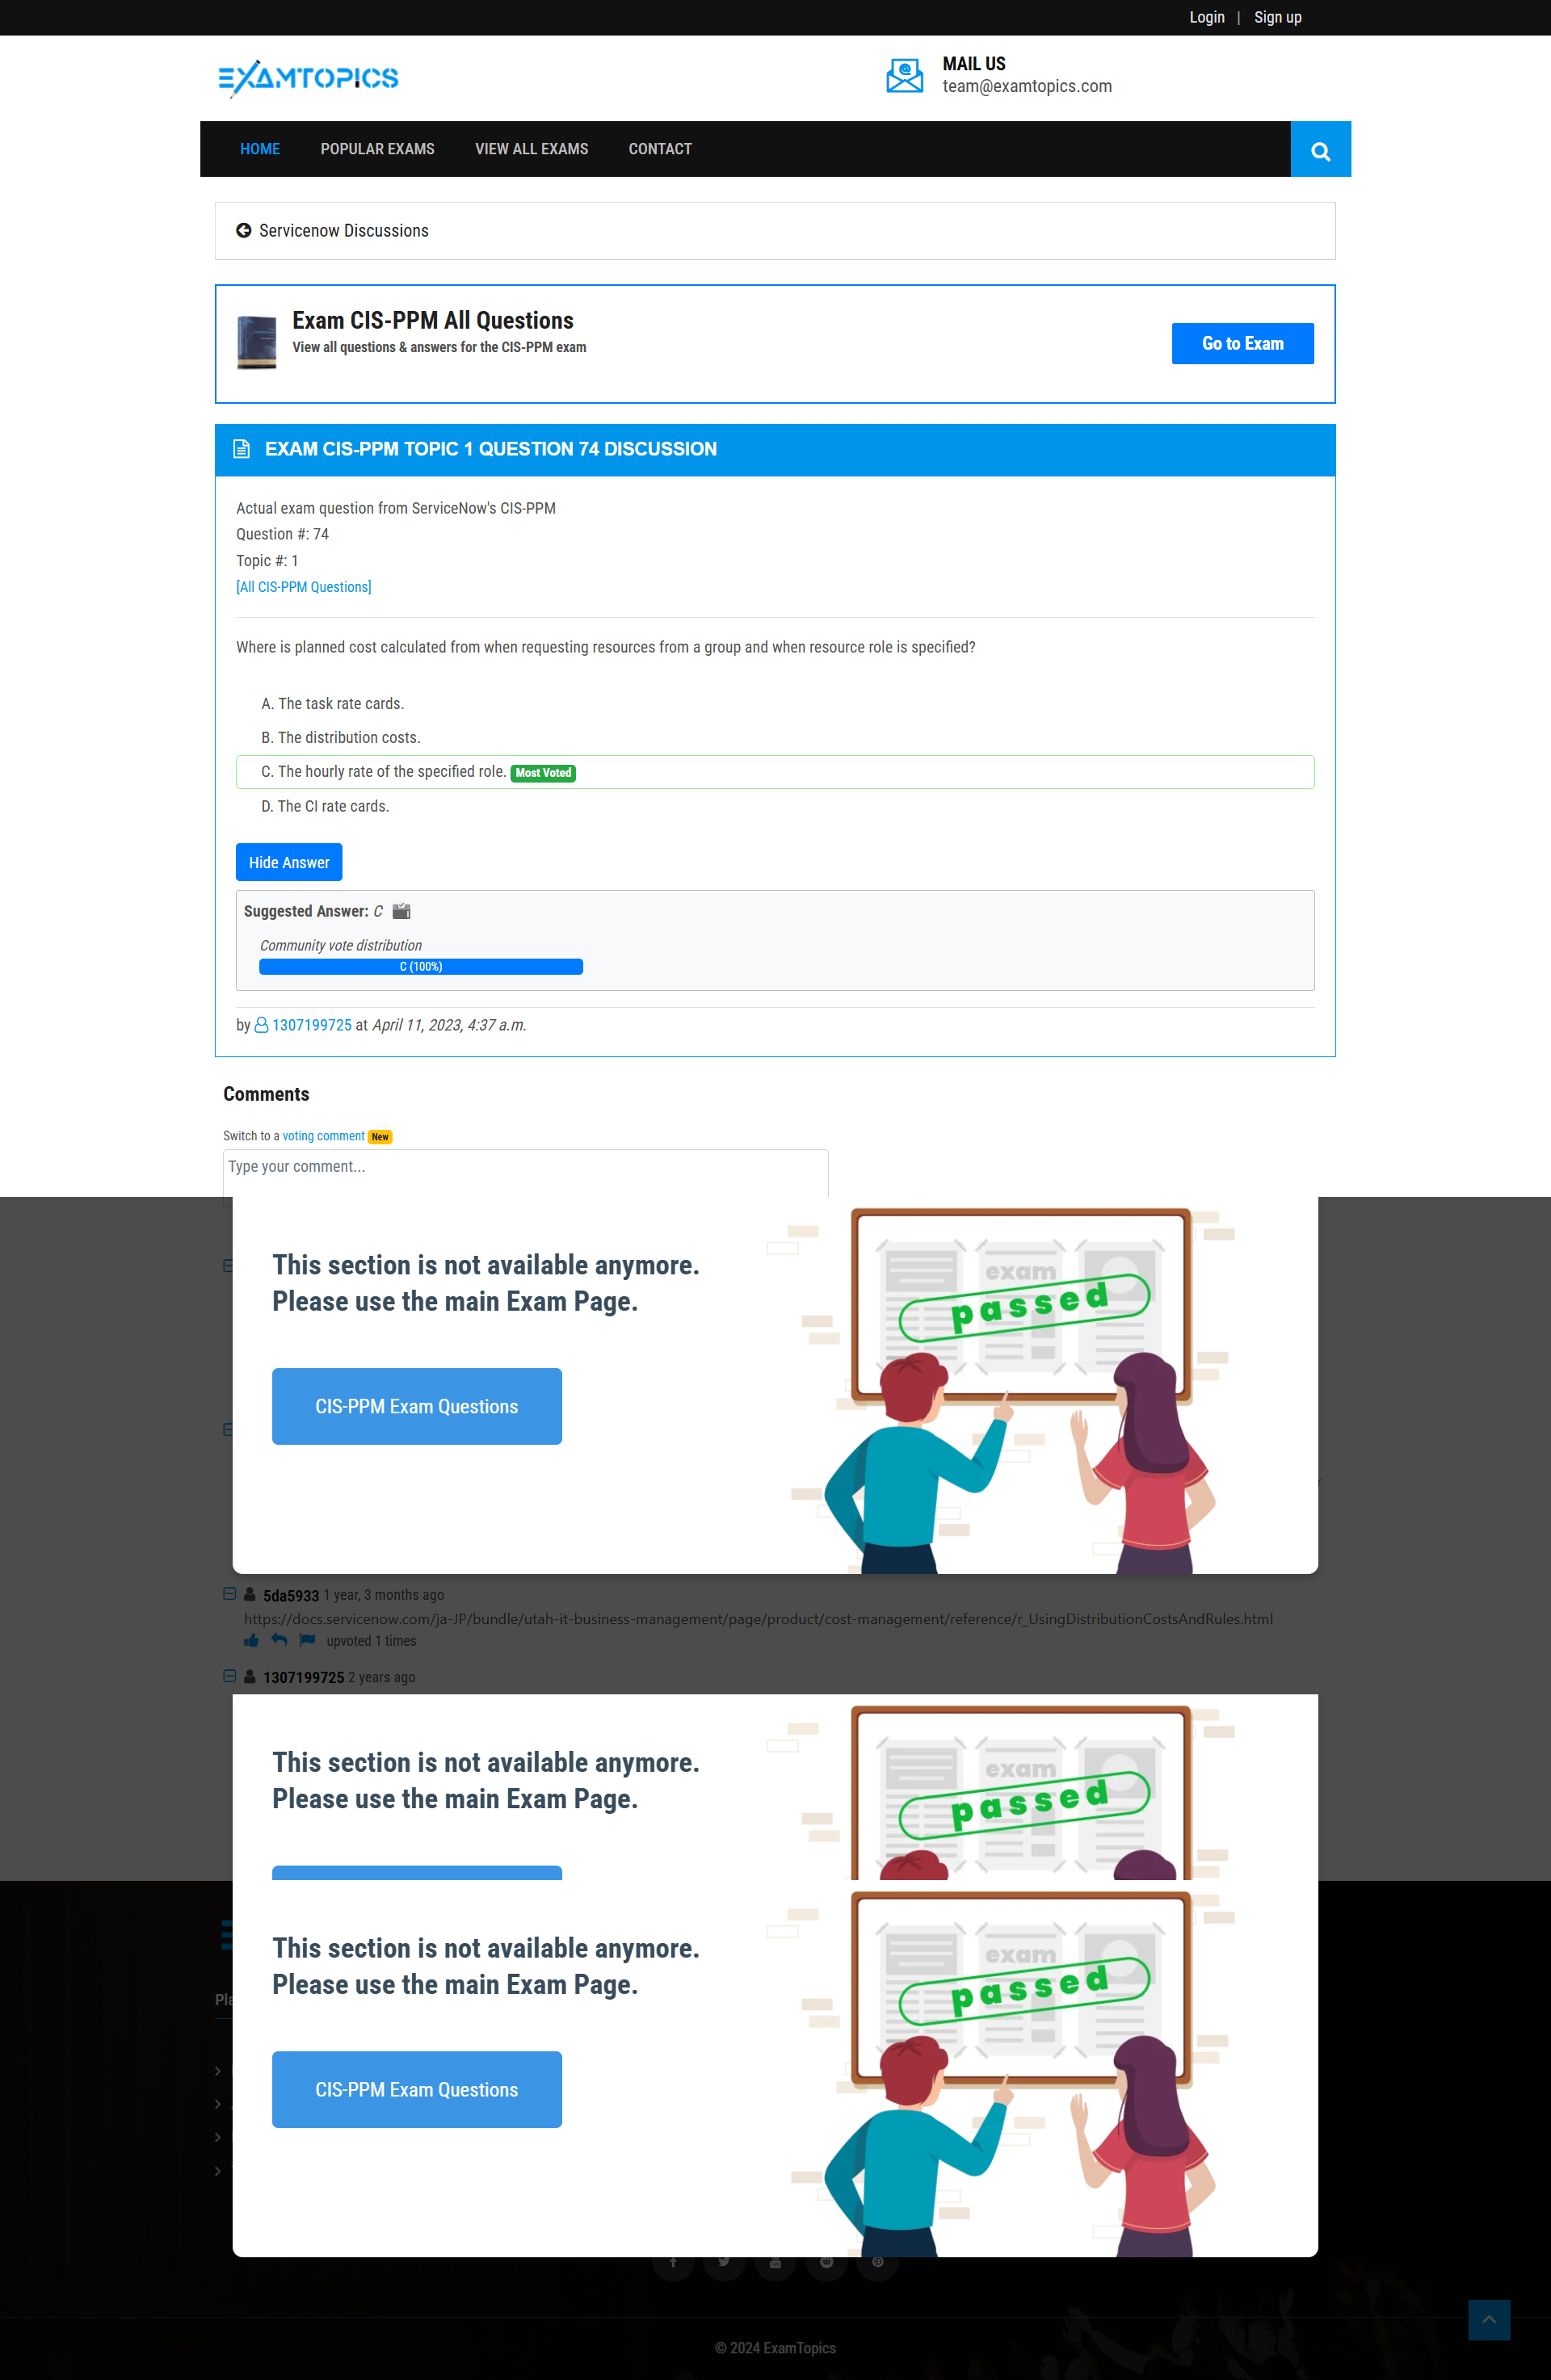 Login | Sign up
EXAMTOPICS
MAIL US
team@examtopics.com
HOME POPULAR EXAMS VIEW ALL EXAMS CONTACT
Servicenow Discussions
Exam CIS-PPM All Questions
View all questions & answers for the CIS-PPM exam
Go to Exam
EXAM CIS-PPM TOPIC 1 QUESTION 74 DISCUSSION
Actual exam question from ServiceNow's CIS-PPM
Question #: 74
Topic #: 1
[All CIS-PPM Questions]
Where is planned cost calculated from when requesting resources from a group and when resource role is specified?
A. The task rate cards.
B. The distribution costs.
C. The hourly rate of the specified role. Most Voted
D. The CI rate cards.
Hide Answer
Suggested Answer: C
Community vote distribution
C (100%)
by 1307199725 at April 11, 2023, 4:37 a.m.
Comments
Switch to a voting comment New
Type your comment...
This section is not available anymore.
Please use the main Exam Page.
CIS-PPM Exam Questions
exam
passed
5da5933 1 year, 3 months ago
https://docs.servicenow.com/ja-JP/bundle/utah-it-business-management/page/product/cost-management/reference/r_UsingDistributionCostsAndRules.html
upvoted 1 times
1307199725 2 years ago
This section is not available anymore.
Please use the main Exam Page.
exam
passed
This section is not available anymore.
Please use the main Exam Page.
CIS-PPM Exam Questions
exam
passed
© 2024 ExamTopics